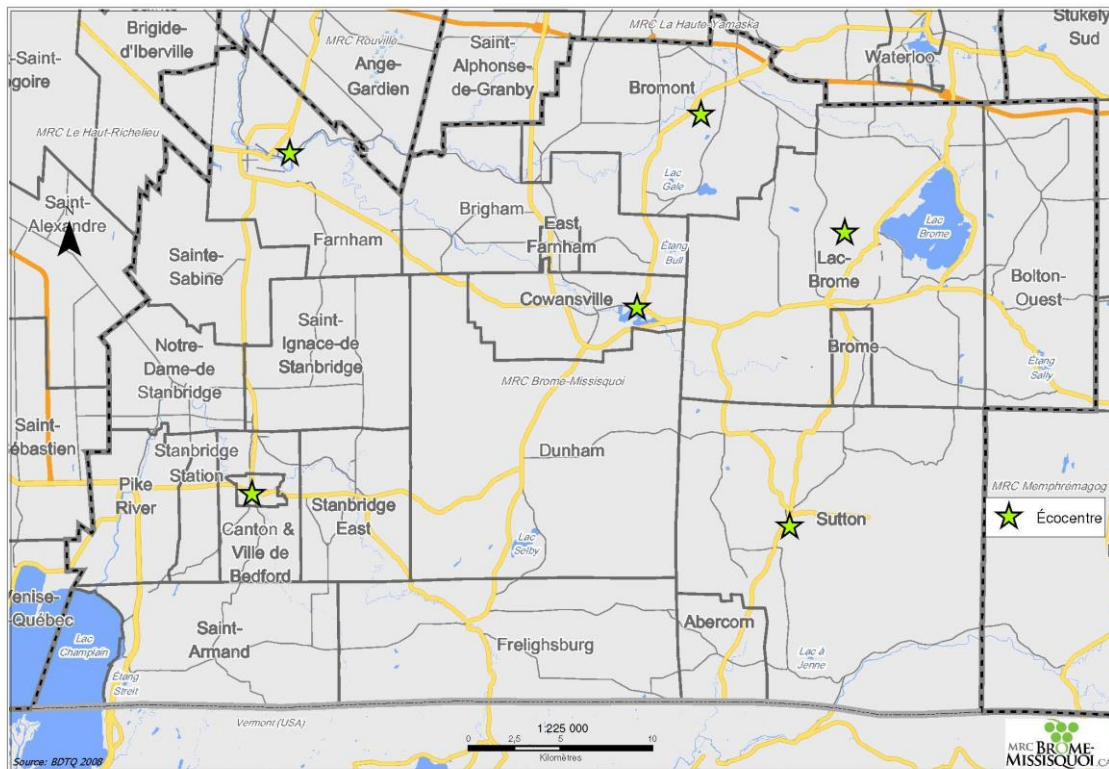 Brigide-
d'Iberville
MRC Rouville
Ange-
Gardien
Saint-
Alphonse-
de-Granby
MRC La Haute-Yamaska
Stukely
Sud
Waterloo
Bromont
t-Saint-
égoire
MRC Le Haut-Richelieu
Saint-
Alexandre
Lac
Gale
Brigham
East
Farnham
Étang
Bull
Lac
Brome
Lac-
Brome
Bolton-
Ouest
Farnham
Sainte-
Sabine
Cowansville
Saint-
Ignace-de
Stanbridge
Notre-
Dame-de
Stanbridge
Brome
Étang
Sally
MRC Brome-Missisquoi
Saint-
Sébastien
Stanbridge
Station
Pike
River
Dunham
MRC Memphrémagog
Écocentre
Stanbridge
East
Canton &
Ville de
Bedford
Sutton
Lac
Selby
Venise-
-Québec
Lac
Champlain
Saint-
Armand
Frelighsburg
Abercorn
Lac à
Jenne
Étang
Streit
Vermont (USA)
1:225 000
0 2,5 5 10
Kilomètres
Source: BDTQ 2008
MRC BROME-
MISSISQUOI.CA